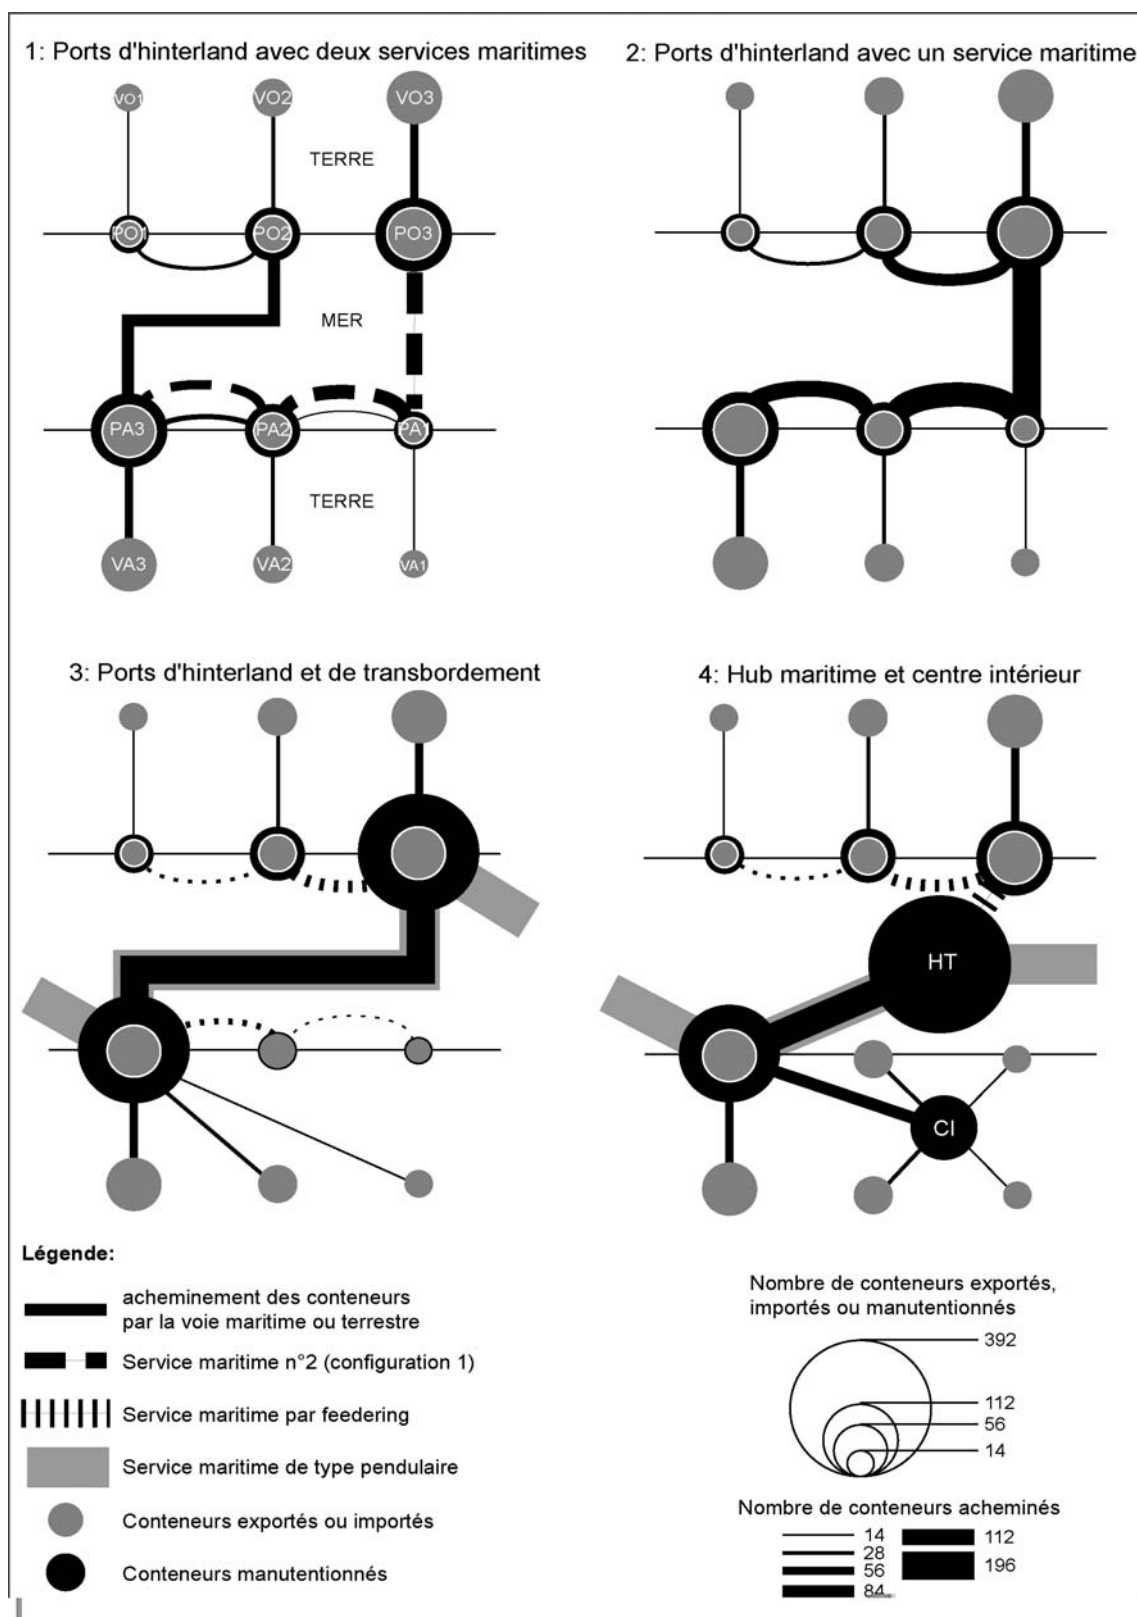 1: Ports d'hinterland avec deux services maritimes
2: Ports d'hinterland avec un service maritime
VO1
VO2
VO3
TERRE
PO1
PO2
PO3
MER
PA3
PA2
PA1
TERRE
VA3
VA2
VA1
3: Ports d'hinterland et de transbordement
4: Hub maritime et centre intérieur
HT
CI
Légende:
acheminement des conteneurs
par la voie maritime ou terrestre
Service maritime n°2 (configuration 1)
Service maritime par feedering
Service maritime de type pendulaire
Conteneurs exportés ou importés
Conteneurs manutentionnés
Nombre de conteneurs exportés,
importés ou manutentionnés
392
112
56
14
Nombre de conteneurs acheminés
14
28
56
84
112
196